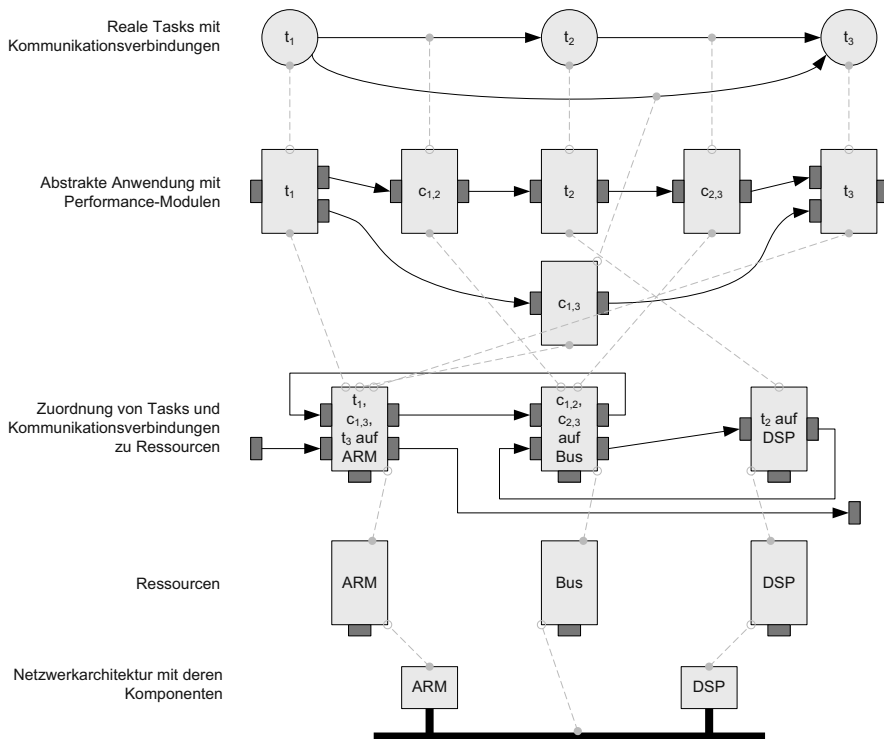 Reale Tasks mit
Kommunikationsverbindungen
t1
t2
t3
Abstrakte Anwendung mit
Performance-Modulen
t1
c1,2
t2
c2,3
t3
c1,3
Zuordnung von Tasks und
Kommunikationsverbindungen
zu Ressourcen
t1,
c1,3,
t3 auf
ARM
c1,2,
c2,3
auf
Bus
t2 auf
DSP
Ressourcen
ARM
Bus
DSP
Netzwerkarchitektur mit deren
Komponenten
ARM
DSP